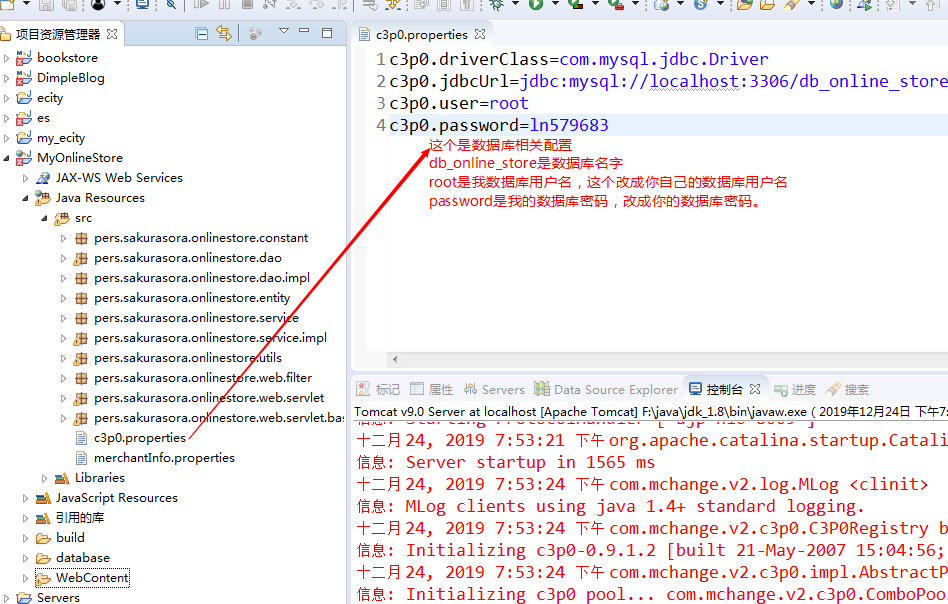 项目资源管理器
bookstore
DimpleBlog
ecity
es
my_ecity
MyOnlineStore
JAX-WS Web Services
Java Resources
src
pers.sakurasora.onlinestore.constant
pers.sakurasora.onlinestore.dao
pers.sakurasora.onlinestore.dao.impl
pers.sakurasora.onlinestore.entity
pers.sakurasora.onlinestore.service
pers.sakurasora.onlinestore.service.impl
pers.sakurasora.onlinestore.utils
pers.sakurasora.onlinestore.web.filter
pers.sakurasora.onlinestore.web.servlet
pers.sakurasora.onlinestore.web.servlet.bas
c3p0.properties
merchantInfo.properties
Libraries
JavaScript Resources
引用的库
build
database
WebContent
Servers
c3p0.properties
1 c3p0.driverClass=com.mysql.jdbc.Driver
2 c3p0.jdbcUrl=jdbc:mysql://localhost:3306/db_online_store
3 c3p0.user=root
4 c3p0.password=ln579683
这个是数据库相关配置
db_online_store是数据库名字
root是我数据库用户名，这个改成你自己的数据库用户名
password是我的数据库密码，改成你的数据库密码。
标记 属性 Servers Data Source Explorer 控制台 进度 搜索
Tomcat v9.0 Server at localhost [Apache Tomcat] F:\java\jdk_1.8\bin\javaw.exe ( 2019年12月24日 下午7:
信息: Starting ProtocolHandler ["ajp-nio-8009"]
十二月 24, 2019 7:53:21 下午 org.apache.catalina.startup.Catali
信息: Server startup in 1565 ms
十二月 24, 2019 7:53:24 下午 com.mchange.v2.log.MLog <clinit>
信息: MLog clients using java 1.4+ standard logging.
十二月 24, 2019 7:53:24 下午 com.mchange.v2.c3p0.C3P0Registry b
信息: Initializing c3p0-0.9.1.2 [built 21-May-2007 15:04:56;
十二月 24, 2019 7:53:24 下午 com.mchange.v2.c3p0.impl.AbstractP
信息: Initializing c3p0 pool... com.mchange.v2.c3p0.ComboPoo